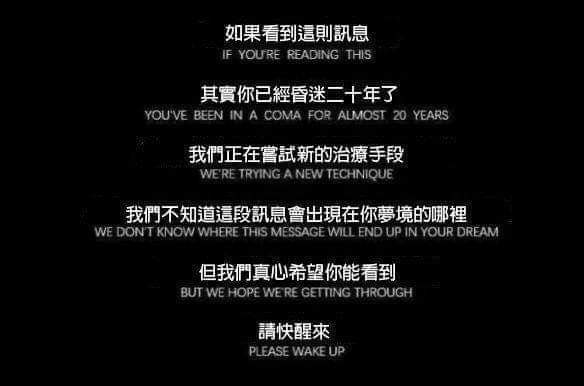 如果看到這則訊息
IF YOU'RE READING THIS
其實你已經昏迷二十年了
YOU'VE BEEN IN A COMA FOR ALMOST 20 YEARS
我們正在嘗試新的治療手段
WE'RE TRYING A NEW TECHNIQUE
我們不知道這段訊息會出現在你夢境的哪裡
WE DON'T KNOW WHERE THIS MESSAGE WILL END UP IN YOUR DREAM
但我們真心希望你能看到
BUT WE HOPE WE'RE GETTING THROUGH
請快醒來
PLEASE WAKE UP